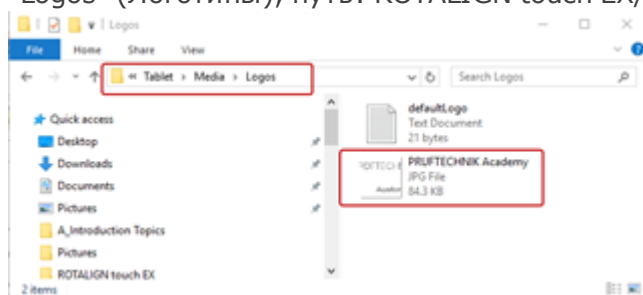 "Logos" (Логотипы), путь: ROTALIGN touch EX/
Logos
File Home Share View
« Tablet › Media › Logos
Search Logos
Quick access
Desktop
Downloads
Documents
Pictures
A_Introduction Topics
Pictures
ROTALIGN touch EX
defaultLogo
Text Document
21 bytes
PRUFTECHNIK Academy
JPG File
84.3 KB
2 items